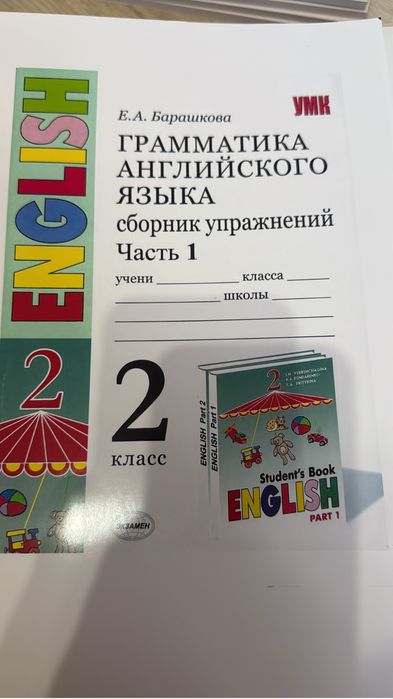 УМК
Е.А. Барашкова
ГРАММАТИКА
АНГЛИЙСКОГО
ЯЗЫКА
сборник упражнений
Часть 1
учени класса
школы
ENGLISH
2
2
класс
ENGLISH Part 2
ENGLISH Part 1
2
Student's Book
ENGLISH
PART 1
ЭКЗАМЕН